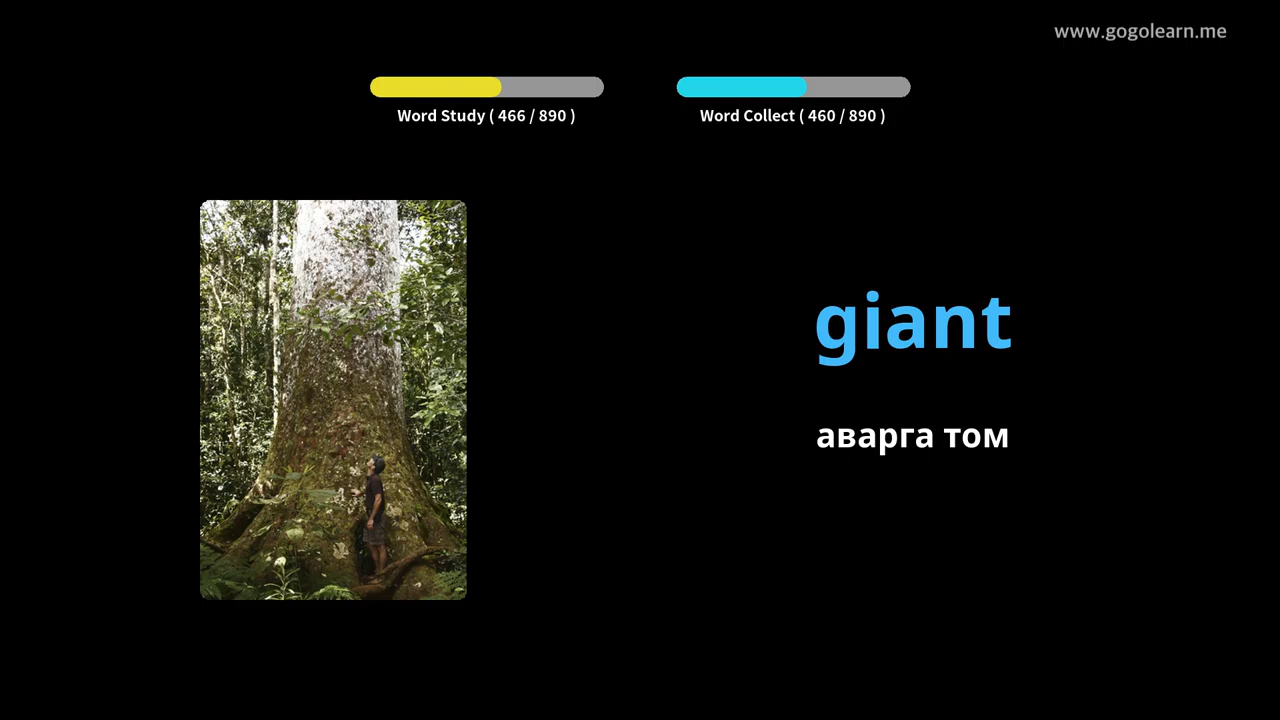 www.gogolearn.me
Word Study ( 466 / 890 )
Word Collect ( 460 / 890 )
giant
аварга том